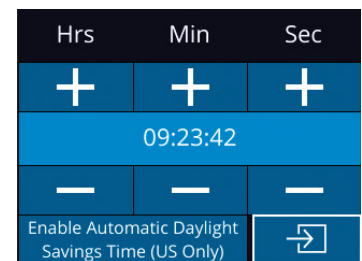 Hrs Min Sec
+ + +
09:23:42
— — —
Enable Automatic Daylight
Savings Time (US Only)